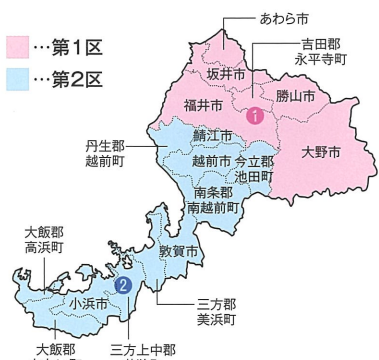 …第1区
…第2区
あわら市
吉田郡
永平寺町
坂井市
勝山市
福井市
1
鯖江市
大野市
丹生郡
越前町
越前市
今立郡
池田町
南条郡
南越前町
大飯郡
高浜町
敦賀市
2
小浜市
三方郡
美浜町
大飯郡
三方上中郡